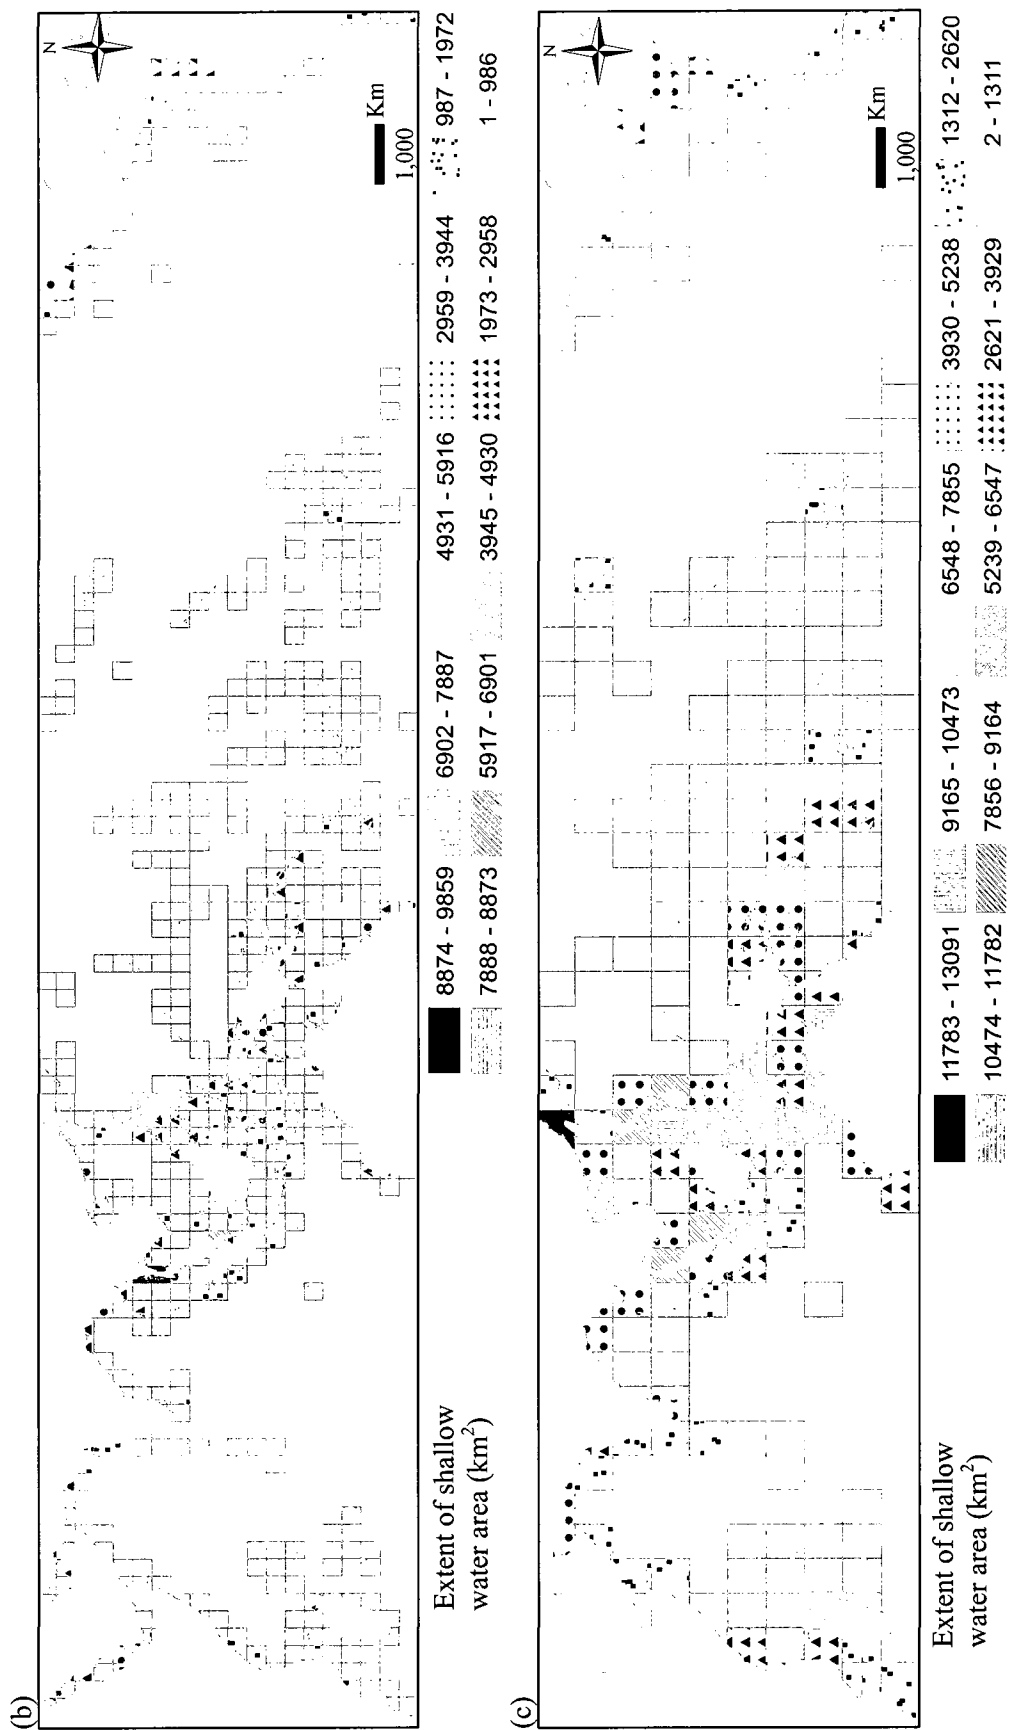 (b)
N
Km
1,000
Extent of shallow
water area (km²)
8874 - 9859
6902 - 7887
4931 - 5916
2959 - 3944
987 - 1972
7888 - 8873
5917 - 6901
3945 - 4930
1973 - 2958
1 - 986
(c)
N
Km
1,000
Extent of shallow
water area (km²)
11783 - 13091
9165 - 10473
6548 - 7855
3930 - 5238
1312 - 2620
10474 - 11782
7856 - 9164
5239 - 6547
2621 - 3929
2 - 1311